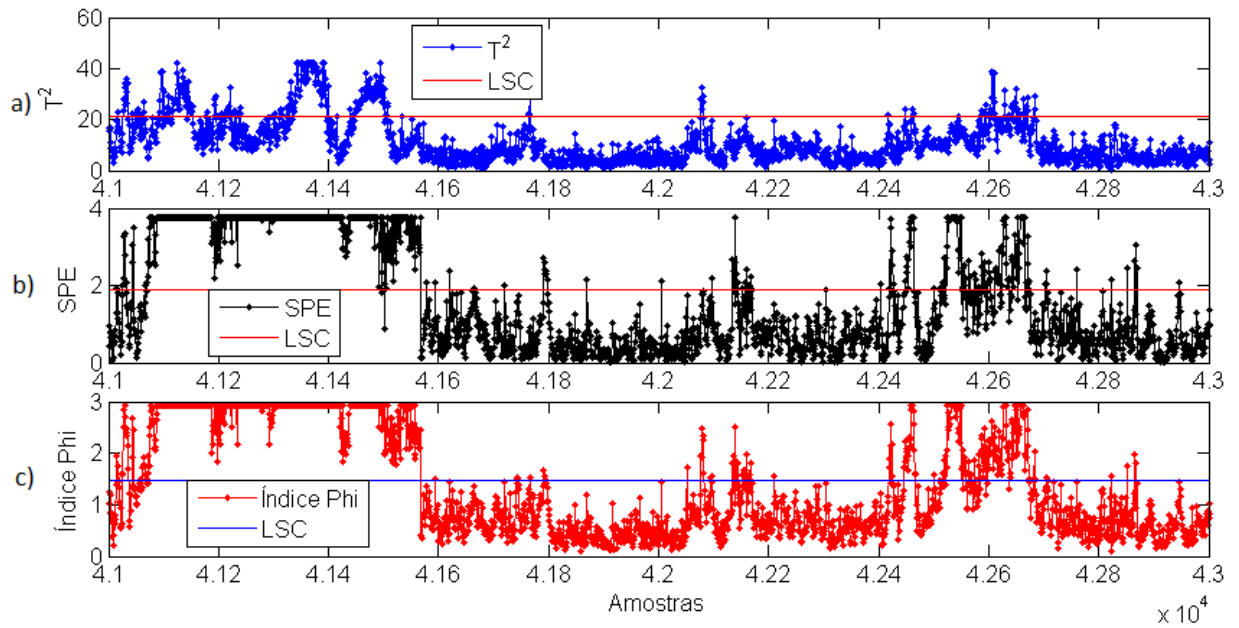 60
40
20
0
a) T²
T²
LSC
4.1 4.12 4.14 4.16 4.18 4.2 4.22 4.24 4.26 4.28 4.3
4
2
0
b) SPE
SPE
LSC
4.1 4.12 4.14 4.16 4.18 4.2 4.22 4.24 4.26 4.28 4.3
3
2
1
0
c) Índice Phi
Índice Phi
LSC
4.1 4.12 4.14 4.16 4.18 4.2 4.22 4.24 4.26 4.28 4.3
Amostras
x 10⁴